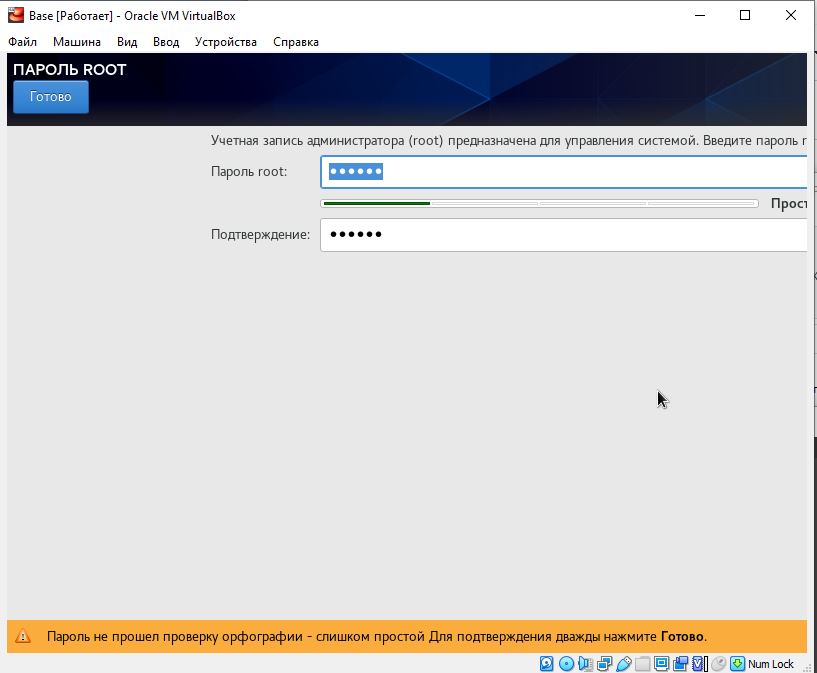 Base [Работает] - Oracle VM VirtualBox
Файл Машина Вид Ввод Устройства Справка
ПАРОЛЬ ROOT
Готово
Учетная запись администратора (root) предназначена для управления системой. Введите пароль
Пароль root: ••••••
Прост
Подтверждение: ••••••
Пароль не прошел проверку орфографии - слишком простой Для подтверждения дважды нажмите Готово.
Num Lock